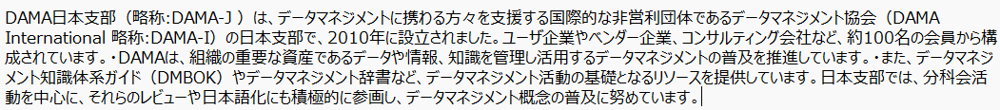 DAMA日本支部（略称:DAMA-J ）は、データマネジメントに携わる方々を支援する国際的な非営利団体であるデータマネジメント協会（DAMA
International 略称:DAMA-I）の日本支部で、2010年に設立されました。ユーザ企業やベンダー企業、コンサルティング会社など、約100名の会員から構
成されています。・DAMAは、組織の重要な資産であるデータや情報、知識を管理し活用するデータマネジメントの普及を推進しています。・また、データマネジ
メント知識体系ガイド（DMBOK）やデータマネジメント辞書など、データマネジメント活動の基礎となるリソースを提供しています。日本支部では、分科会活
動を中心に、それらのレビューや日本語化にも積極的に参画し、データマネジメント概念の普及に努めています。